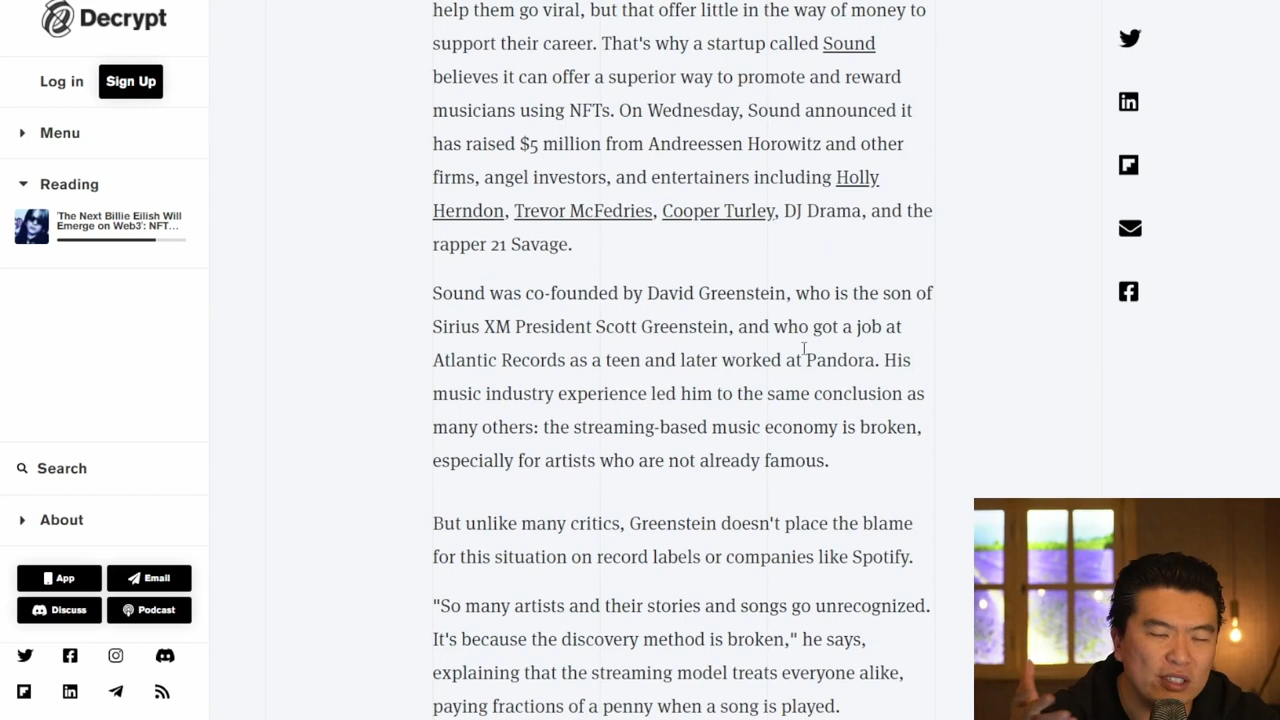 Decrypt
Log in
Sign Up
Menu
Reading
'The Next Billie Eilish Will
Emerge on Web3': NFT...
Search
About
App
Email
Discuss
Podcast
help them go viral, but that offer little in the way of money to
support their career. That's why a startup called Sound
believes it can offer a superior way to promote and reward
musicians using NFTs. On Wednesday, Sound announced it
has raised $5 million from Andreessen Horowitz and other
firms, angel investors, and entertainers including Holly
Herndon, Trevor McFedries, Cooper Turley, DJ Drama, and the
rapper 21 Savage.
Sound was co-founded by David Greenstein, who is the son of
Sirius XM President Scott Greenstein, and who got a job at
Atlantic Records as a teen and later worked at Pandora. His
music industry experience led him to the same conclusion as
many others: the streaming-based music economy is broken,
especially for artists who are not already famous.
But unlike many critics, Greenstein doesn't place the blame
for this situation on record labels or companies like Spotify.
"So many artists and their stories and songs go unrecognized.
It's because the discovery method is broken," he says,
explaining that the streaming model treats everyone alike,
paying fractions of a penny when a song is played.